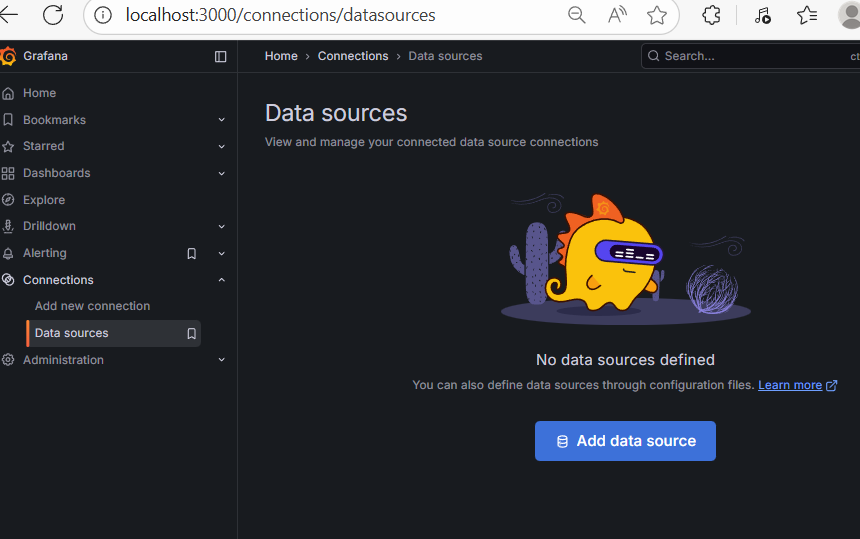 localhost:3000/connections/datasources
Grafana
Home › Connections › Data sources
Search...
ct
Home
Bookmarks
Starred
Dashboards
Explore
Drilldown
Alerting
Connections
Add new connection
Data sources
Administration
Data sources
View and manage your connected data source connections
No data sources defined
You can also define data sources through configuration files. Learn more
Add data source